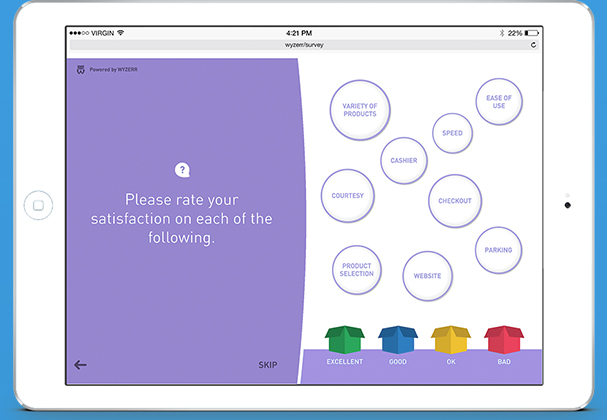 VIRGIN
4:21 PM
22%
wyzerr/survey
Powered by WYZERR
?
Please rate your
satisfaction on each of the
following.
SKIP
VARIETY OF
PRODUCTS
EASE OF
USE
SPEED
CASHIER
COURTESY
CHECKOUT
PARKING
PRODUCT
SELECTION
WEBSITE
EXCELLENT
GOOD
OK
BAD